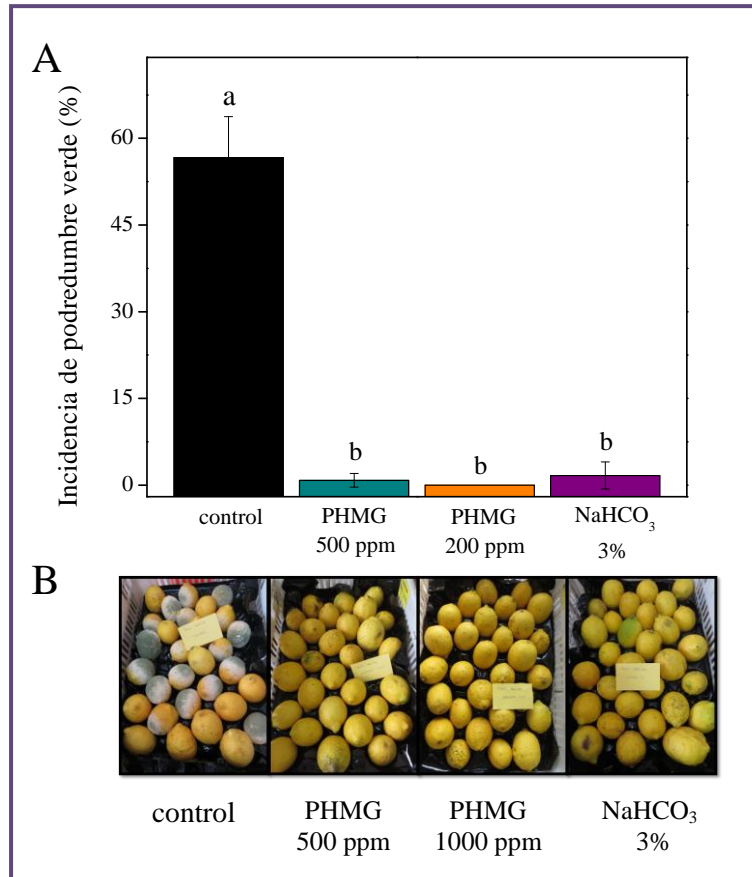 A
Incidencia de podredumbre verde (%)
60
45
30
15
0
a
b
b
b
control
PHMG
500 ppm
PHMG
200 ppm
NaHCO₃
3%
B
control
PHMG
500 ppm
PHMG
1000 ppm
NaHCO₃
3%